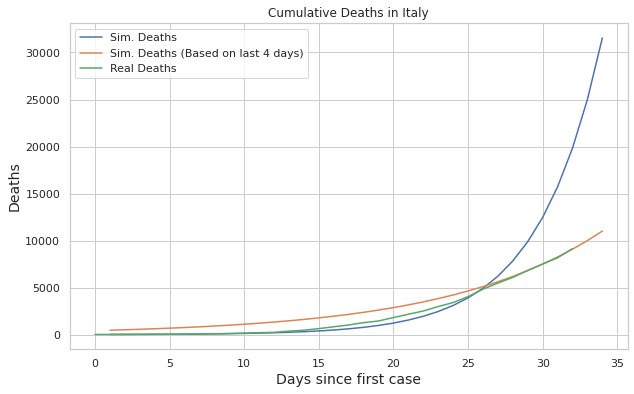 Cumulative Deaths in Italy
Sim. Deaths
Sim. Deaths (Based on last 4 days)
Real Deaths
30000
25000
20000
15000
10000
5000
0
Deaths
0 5 10 15 20 25 30 35
Days since first case